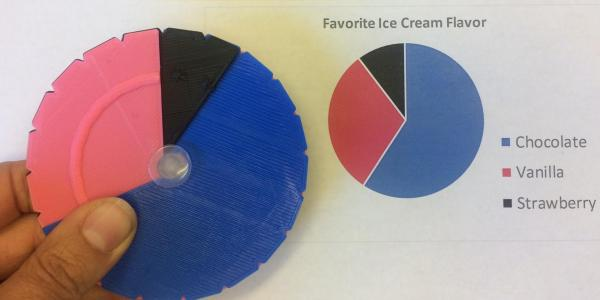 Favorite Ice Cream Flavor
Chocolate
Vanilla
Strawberry